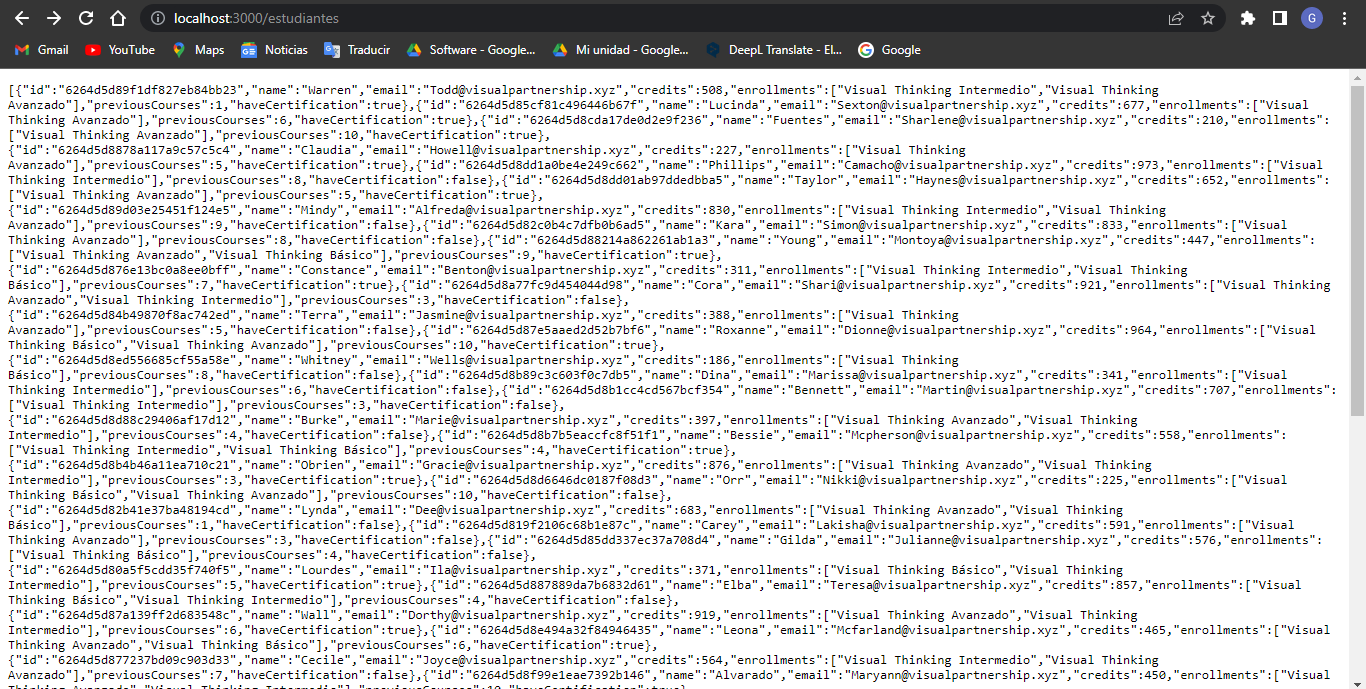 localhost:3000/estudiantes
G
Gmail YouTube Maps Noticias Traducir Software - Google... Mi unidad - Google... DeepL Translate - El... Google
[{"id":"6264d5d89f1df827eb84bb23","name":"Warren","email":"Todd@visualpartnership.xyz","credits":508,"enrollments":["Visual Thinking Intermedio","Visual Thinking
Avanzado"],"previousCourses":1,"haveCertification":true},{"id":"6264d5d85cf81c496446b67f","name":"Lucinda","email":"Sexton@visualpartnership.xyz","credits":677,"enrollments":["Visual
Thinking Avanzado"],"previousCourses":6,"haveCertification":true},{"id":"6264d5d8cda17de0d2e9f236","name":"Fuentes","email":"Sharlene@visualpartnership.xyz","credits":210,"enrollments":
["Visual Thinking Avanzado"],"previousCourses":10,"haveCertification":true},
{"id":"6264d5d8878a117a9c57c5c4","name":"Claudia","email":"Howell@visualpartnership.xyz","credits":227,"enrollments":["Visual Thinking
Avanzado"],"previousCourses":5,"haveCertification":true},{"id":"6264d5d8dd1a0be4e249c662","name":"Phillips","email":"Camacho@visualpartnership.xyz","credits":973,"enrollments":["Visual
Thinking Intermedio"],"previousCourses":8,"haveCertification":false},{"id":"6264d5d8dd01ab97ddedbba5","name":"Taylor","email":"Haynes@visualpartnership.xyz","credits":652,"enrollments":
["Visual Thinking Avanzado"],"previousCourses":5,"haveCertification":true},
{"id":"6264d5d89d03e25451f124e5","name":"Mindy","email":"Alfreda@visualpartnership.xyz","credits":830,"enrollments":["Visual Thinking Intermedio","Visual Thinking
Avanzado"],"previousCourses":9,"haveCertification":false},{"id":"6264d5d82c0b4c7dfb0b6ad5","name":"Kara","email":"Simon@visualpartnership.xyz","credits":833,"enrollments":["Visual
Thinking Avanzado"],"previousCourses":8,"haveCertification":false},{"id":"6264d5d88214a862261ab1a3","name":"Young","email":"Montoya@visualpartnership.xyz","credits":447,"enrollments":
["Visual Thinking Avanzado","Visual Thinking Básico"],"previousCourses":9,"haveCertification":true},
{"id":"6264d5d876e13bc0a8ee0bff","name":"Constance","email":"Benton@visualpartnership.xyz","credits":311,"enrollments":["Visual Thinking Intermedio","Visual Thinking
Básico"],"previousCourses":7,"haveCertification":true},{"id":"6264d5d8a77fc9d454044d98","name":"Cora","email":"Shari@visualpartnership.xyz","credits":921,"enrollments":["Visual Thinking
Avanzado","Visual Thinking Intermedio"],"previousCourses":3,"haveCertification":false},
{"id":"6264d5d84b49870f8ac742ed","name":"Terra","email":"Jasmine@visualpartnership.xyz","credits":388,"enrollments":["Visual Thinking
Avanzado"],"previousCourses":5,"haveCertification":false},{"id":"6264d5d87e5aaed2d52b7bf6","name":"Roxanne","email":"Dionne@visualpartnership.xyz","credits":964,"enrollments":["Visual
Thinking Básico","Visual Thinking Avanzado"],"previousCourses":10,"haveCertification":true},
{"id":"6264d5d8ed556685cf55a58e","name":"Whitney","email":"Wells@visualpartnership.xyz","credits":186,"enrollments":["Visual Thinking
Básico"],"previousCourses":8,"haveCertification":false},{"id":"6264d5d8b89c3c603f0c7db5","name":"Dina","email":"Marissa@visualpartnership.xyz","credits":341,"enrollments":["Visual
Thinking Intermedio"],"previousCourses":6,"haveCertification":false},{"id":"6264d5d8b1cc4cd567bcf354","name":"Bennett","email":"Martin@visualpartnership.xyz","credits":707,"enrollments":
["Visual Thinking Intermedio"],"previousCourses":3,"haveCertification":false},
{"id":"6264d5d8d88c29406af17d12","name":"Burke","email":"Marie@visualpartnership.xyz","credits":397,"enrollments":["Visual Thinking Avanzado","Visual Thinking
Intermedio"],"previousCourses":4,"haveCertification":false},{"id":"6264d5d8b7b5eaccfc8f51f1","name":"Bessie","email":"Mcpherson@visualpartnership.xyz","credits":558,"enrollments":
["Visual Thinking Intermedio","Visual Thinking Básico"],"previousCourses":4,"haveCertification":true},
{"id":"6264d5d8b4b46a11ea710c21","name":"Obrien","email":"Gracie@visualpartnership.xyz","credits":876,"enrollments":["Visual Thinking Avanzado","Visual Thinking
Intermedio"],"previousCourses":3,"haveCertification":true},{"id":"6264d5d8d6646dc0187f08d3","name":"Orr","email":"Nikki@visualpartnership.xyz","credits":225,"enrollments":["Visual
Thinking Básico","Visual Thinking Avanzado"],"previousCourses":10,"haveCertification":false},
{"id":"6264d5d82b41e37ba48194cd","name":"Lynda","email":"Dee@visualpartnership.xyz","credits":683,"enrollments":["Visual Thinking Avanzado","Visual Thinking
Básico"],"previousCourses":1,"haveCertification":false},{"id":"6264d5d819f2106c68b1e87c","name":"Carey","email":"Lakisha@visualpartnership.xyz","credits":591,"enrollments":["Visual
Thinking Avanzado"],"previousCourses":3,"haveCertification":false},{"id":"6264d5d85dd337ec37a708d4","name":"Gilda","email":"Julianne@visualpartnership.xyz","credits":576,"enrollments":
["Visual Thinking Básico"],"previousCourses":4,"haveCertification":false},
{"id":"6264d5d80a5f5cdd35f740f5","name":"Lourdes","email":"Ila@visualpartnership.xyz","credits":371,"enrollments":["Visual Thinking Básico","Visual Thinking
Intermedio"],"previousCourses":5,"haveCertification":true},{"id":"6264d5d887889da7b6832d61","name":"Elba","email":"Teresa@visualpartnership.xyz","credits":857,"enrollments":["Visual
Thinking Básico","Visual Thinking Intermedio"],"previousCourses":4,"haveCertification":false},
{"id":"6264d5d87a139ff2d683548c","name":"Wall","email":"Dorthy@visualpartnership.xyz","credits":919,"enrollments":["Visual Thinking Avanzado","Visual Thinking
Intermedio"],"previousCourses":6,"haveCertification":true},{"id":"6264d5d8e494a32f84946435","name":"Leona","email":"Mcfarland@visualpartnership.xyz","credits":465,"enrollments":["Visual
Thinking Avanzado","Visual Thinking Básico"],"previousCourses":6,"haveCertification":true},
{"id":"6264d5d877237bd09c903d33","name":"Cecile","email":"Joyce@visualpartnership.xyz","credits":564,"enrollments":["Visual Thinking Intermedio","Visual Thinking
Avanzado"],"previousCourses":7,"haveCertification":false},{"id":"6264d5d8f99e1eae7392b146","name":"Alvarado","email":"Maryann@visualpartnership.xyz","credits":450,"enrollments":["Visual
Thinking Avanzado","Visual Thinking Intermedio"],"previousCourses":10,"haveCertification":true},